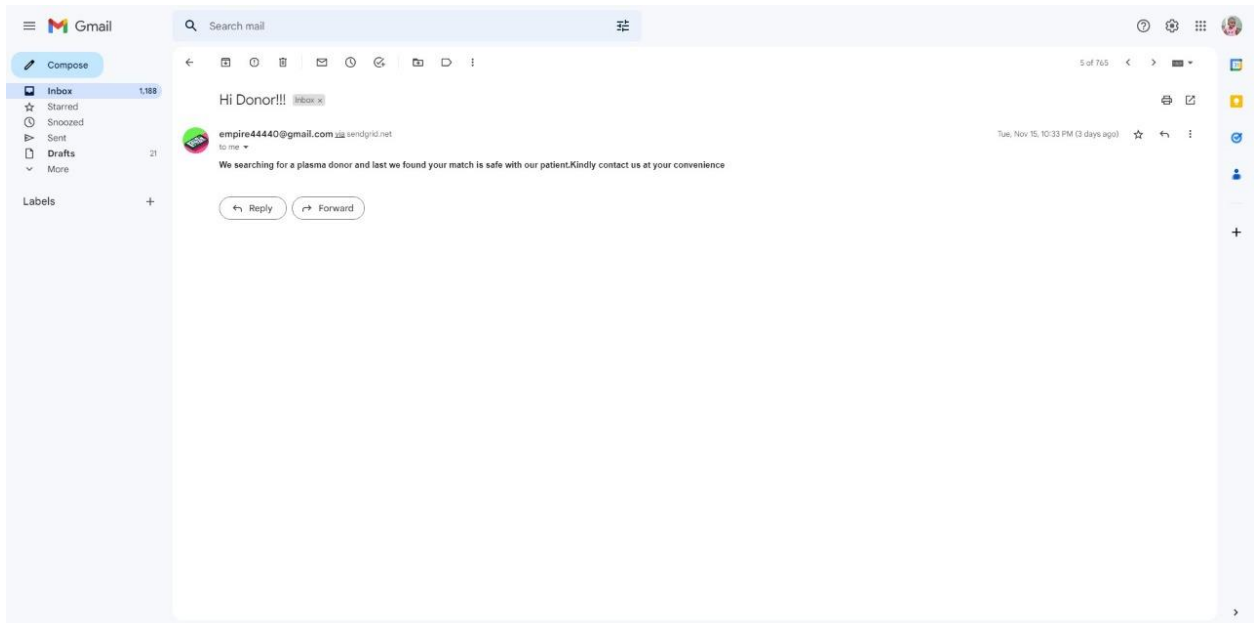 Gmail
Search mail
Compose
5 of 765
Inbox 1,188
Starred
Snoozed
Sent
Drafts 21
More
Labels
Hi Donor!!! Inbox x
empire44440@gmail.com via sendgrid.net Tue, Nov 15, 10:33 PM (3 days ago)
to me
We searching for a plasma donor and last we found your match is safe with our patient.Kindly contact us at your convenience
Reply Forward